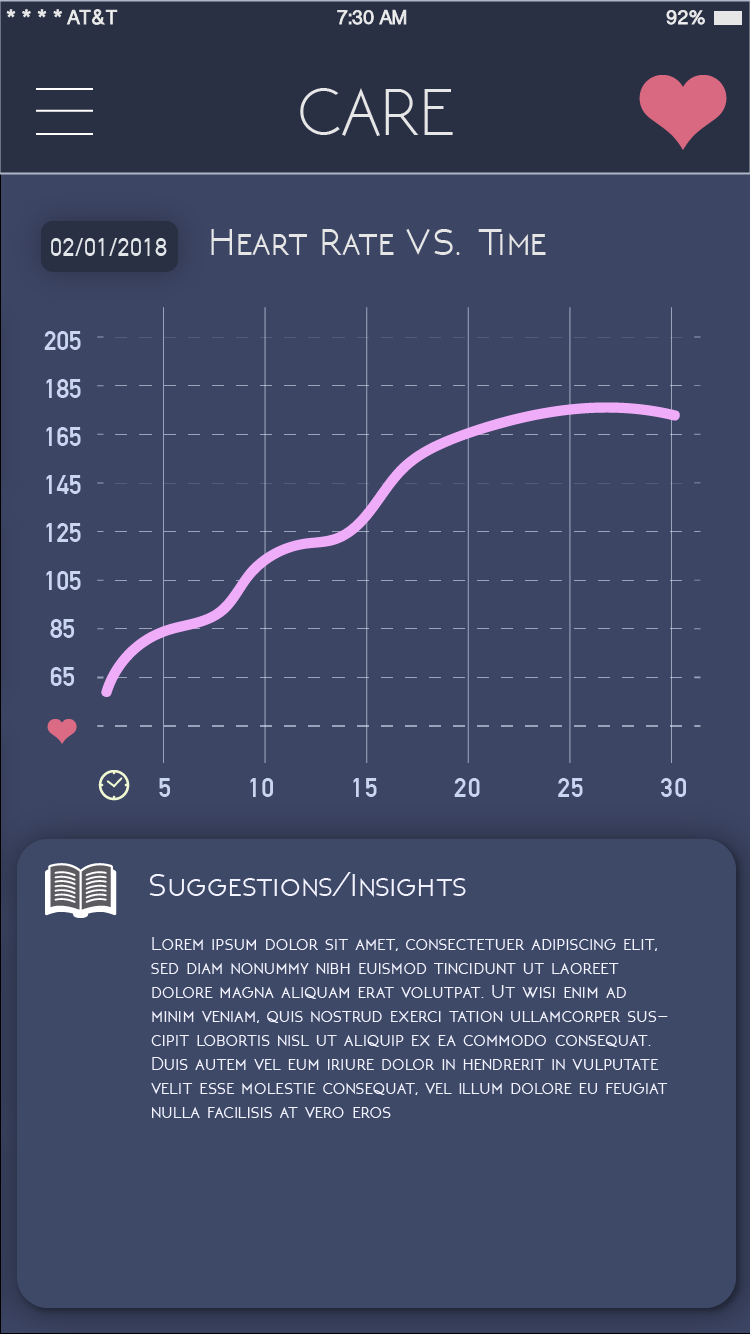 * * * * AT&T 7:30 AM 92%
CARE
02/01/2018 Heart Rate VS. Time
205
185
165
145
125
105
85
65
5 10 15 20 25 30
Suggestions/Insights
Lorem ipsum dolor sit amet, consectetuer adipiscing elit,
sed diam nonummy nibh euismod tincidunt ut laoreet
dolore magna aliquam erat volutpat. Ut wisi enim ad
minim veniam, quis nostrud exerci tation ullamcorper sus-
cipit lobortis nisl ut aliquip ex ea commodo consequat.
Duis autem vel eum iriure dolor in hendrerit in vulputate
velit esse molestie consequat, vel illum dolore eu feugiat
nulla facilisis at vero eros